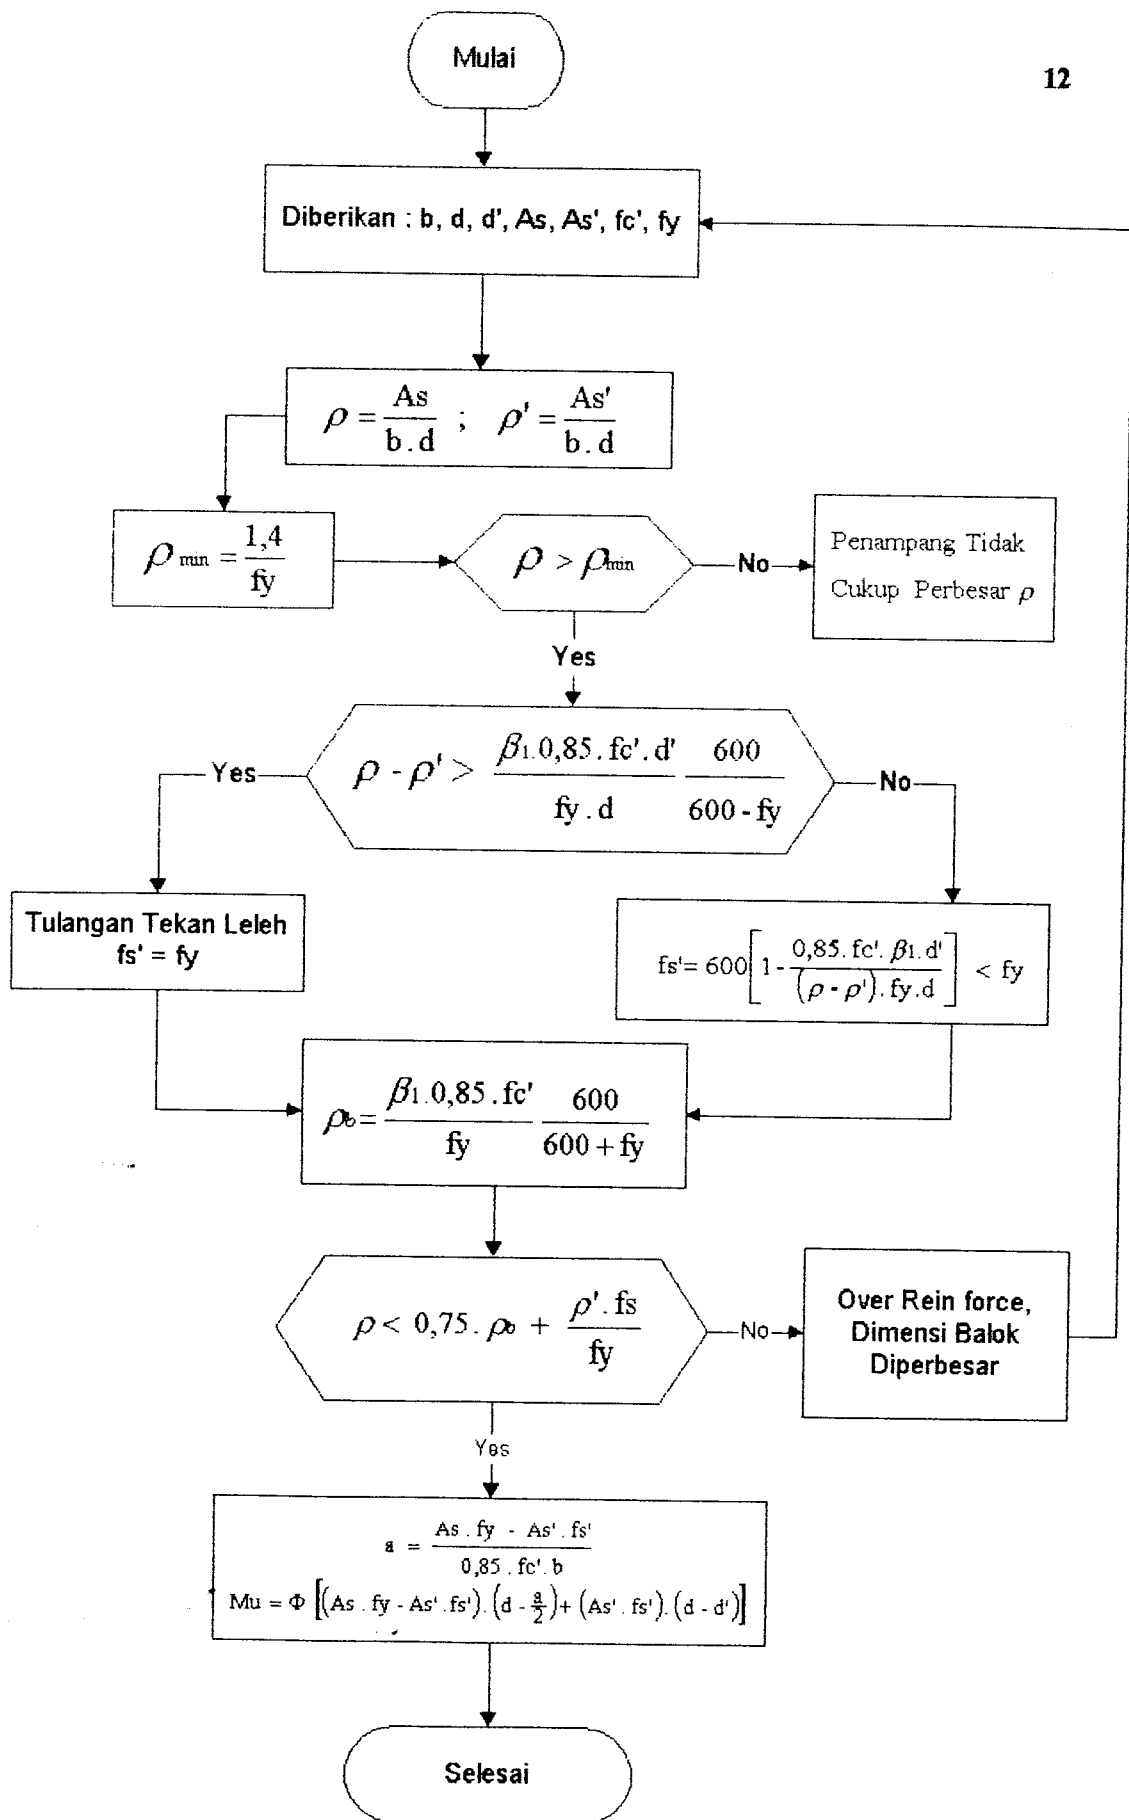 Mulai
12
Diberikan : b, d, d', As, As', fc', fy
ρ = As / b . d ; ρ' = As' / b . d
ρ min = 1,4 / fy
ρ > ρmin
No
Penampang Tidak
Cukup Perbesar ρ
Yes
ρ - ρ' > β1.0,85 . fc' . d' / fy . d 600 / 600 - fy
Yes
No
Tulangan Tekan Leleh
fs' = fy
fs' = 600[1 - 0,85 . fc' . β1 . d' / (ρ - ρ') . fy . d] < fy
ρb = β1.0,85 . fc' / fy 600 / 600 + fy
ρ < 0,75 . ρb + ρ' . fs / fy
No
Over Rein force,
Dimensi Balok
Diperbesar
Yes
a = As . fy - As' . fs' / 0,85 . fc' . b
Mu = Φ [(As . fy - As' . fs') . (d - a/2) + (As' . fs') . (d - d')]
Selesai